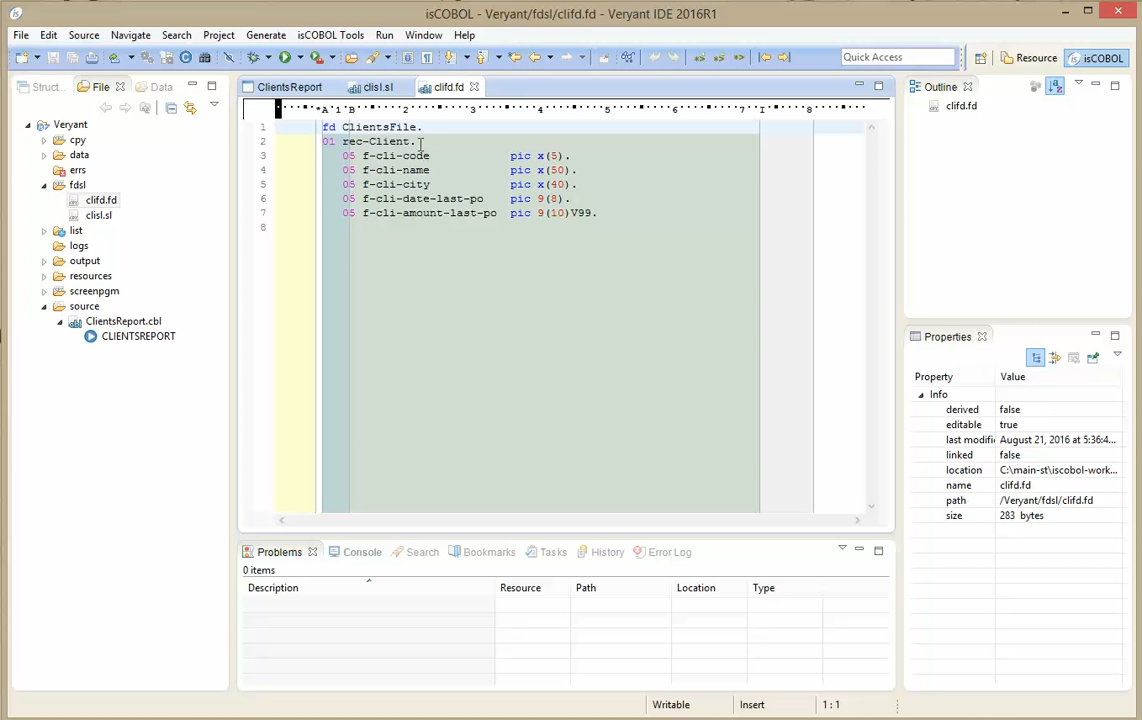 isCOBOL - Veryant/fdsl/clifd.fd - Veryant IDE 2016R1
File Edit Source Navigate Search Project Generate isCOBOL Tools Run Window Help
Quick Access
Resource
isCOBOL
Struct...
File
Data
Veryant
cpy
data
errs
fdsl
clifd.fd
clisl.sl
list
logs
output
resources
screenpgm
source
ClientsReport.cbl
CLIENTSREPORT
ClientsReport
clisl.sl
clifd.fd
*A 1 B 2 3 4 5 6 7 I 8
1 fd ClientsFile.
2 01 rec-Client.
3 05 f-cli-code pic x(5).
4 05 f-cli-name pic x(50).
5 05 f-cli-city pic x(40).
6 05 f-cli-date-last-po pic 9(8).
7 05 f-cli-amount-last-po pic 9(10)V99.
8
Outline
clifd.fd
Properties
Property Value
Info
derived false
editable true
last modifi August 21, 2016 at 5:36:4...
linked false
location C:\main-st\iscobol-work...
name clifd.fd
path /Veryant/fdsl/clifd.fd
size 283 bytes
Problems
Console
Search
Bookmarks
Tasks
History
Error Log
0 items
Description Resource Path Location Type
Writable Insert 1 : 1